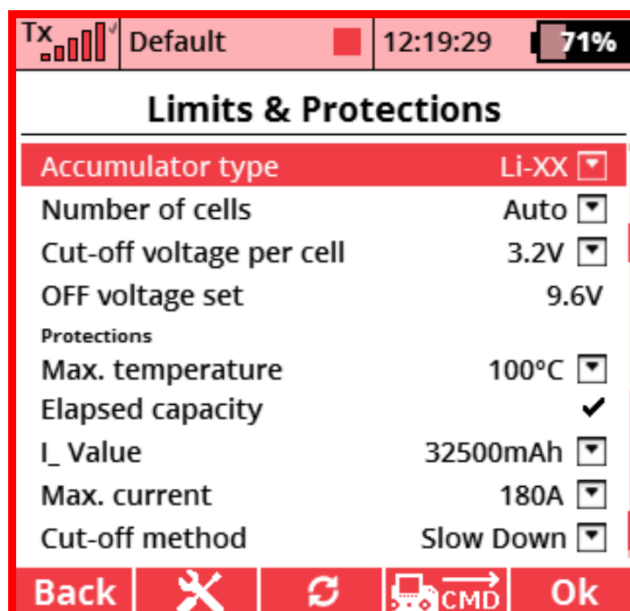 Tx Default 12:19:29 71%
Limits & Protections
Accumulator type Li-XX
Number of cells Auto
Cut-off voltage per cell 3.2V
OFF voltage set 9.6V
Protections
Max. temperature 100°C
Elapsed capacity
I_ Value 32500mAh
Max. current 180A
Cut-off method Slow Down
Back CMD Ok